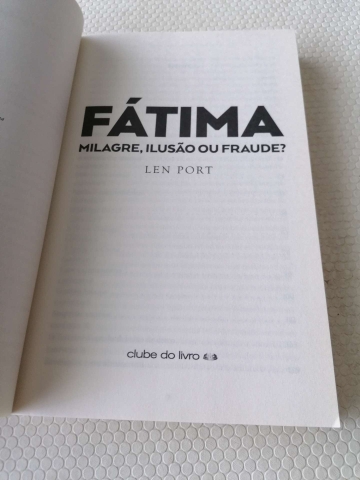 FÁTIMA
MILAGRE, ILUSÃO OU FRAUDE?
LEN PORT
clube do livro